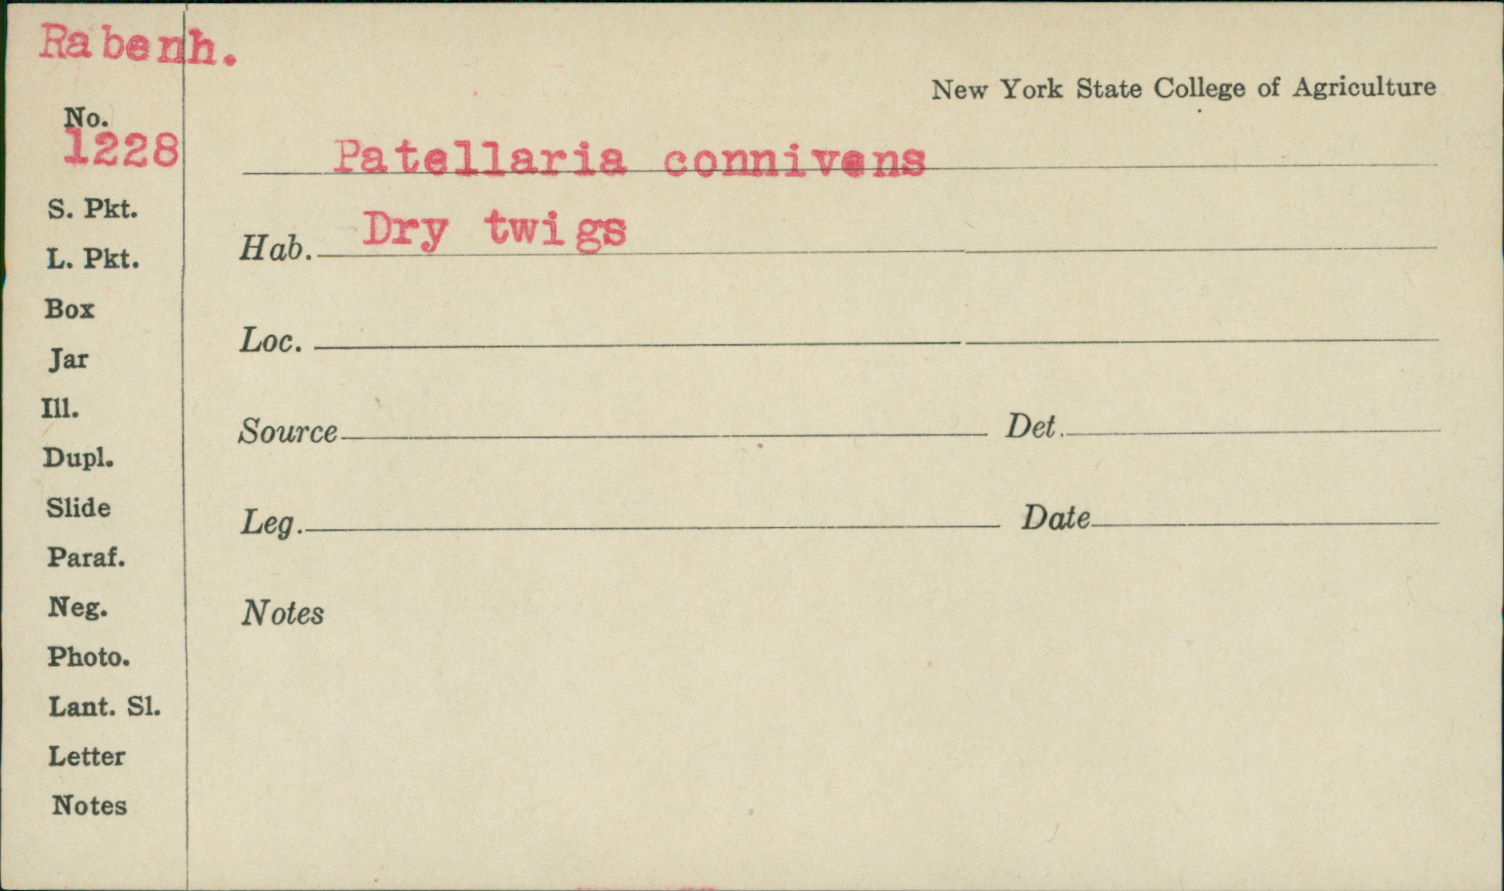 Rabenh.
New York State College of Agriculture
No.
1228
Patellaria connivens
S. Pkt.
Hab. Dry twigs
L. Pkt.
Box
Loc.
Jar
Ill.
Source Det.
Dupl.
Slide
Leg. Date
Paraf.
Neg.
Notes
Photo.
Lant. Sl.
Letter
Notes